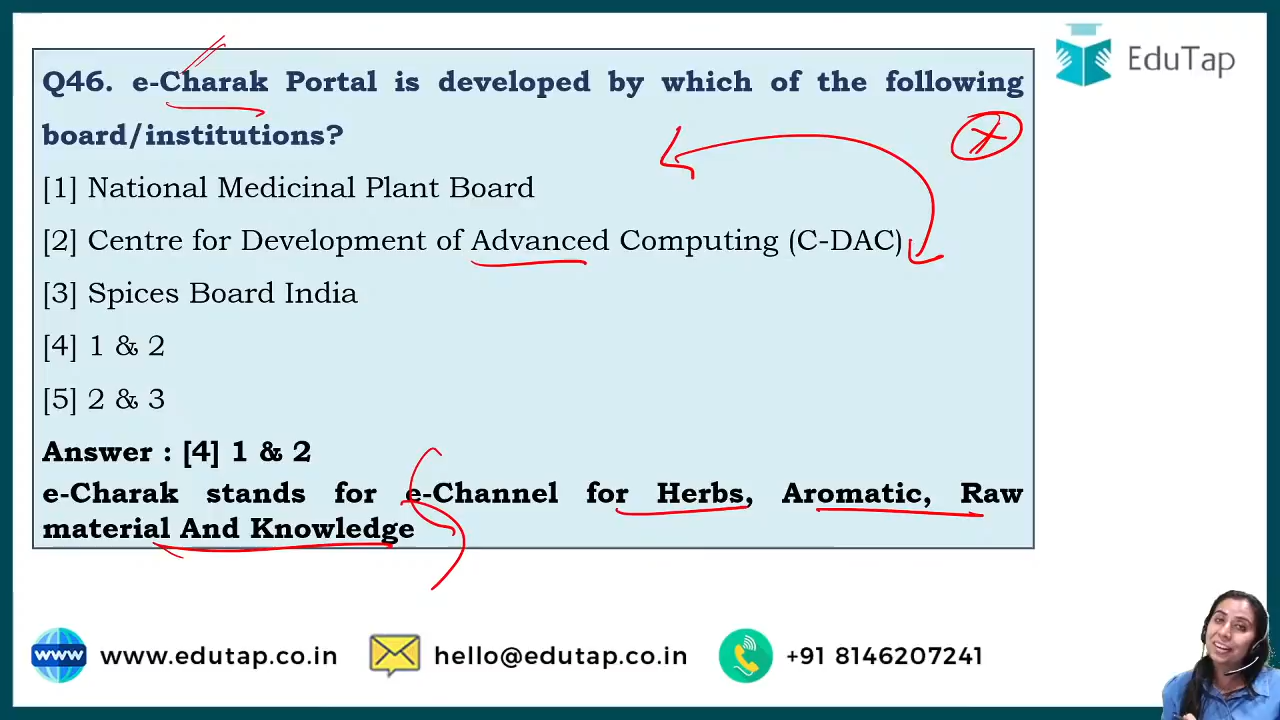 EduTap
Q46. e-Charak Portal is developed by which of the following
board/institutions?
[1] National Medicinal Plant Board
[2] Centre for Development of Advanced Computing (C-DAC)
[3] Spices Board India
[4] 1 & 2
[5] 2 & 3
Answer : [4] 1 & 2
e-Charak stands for e-Channel for Herbs, Aromatic, Raw
material And Knowledge
www www.edutap.co.in hello@edutap.co.in +91 8146207241